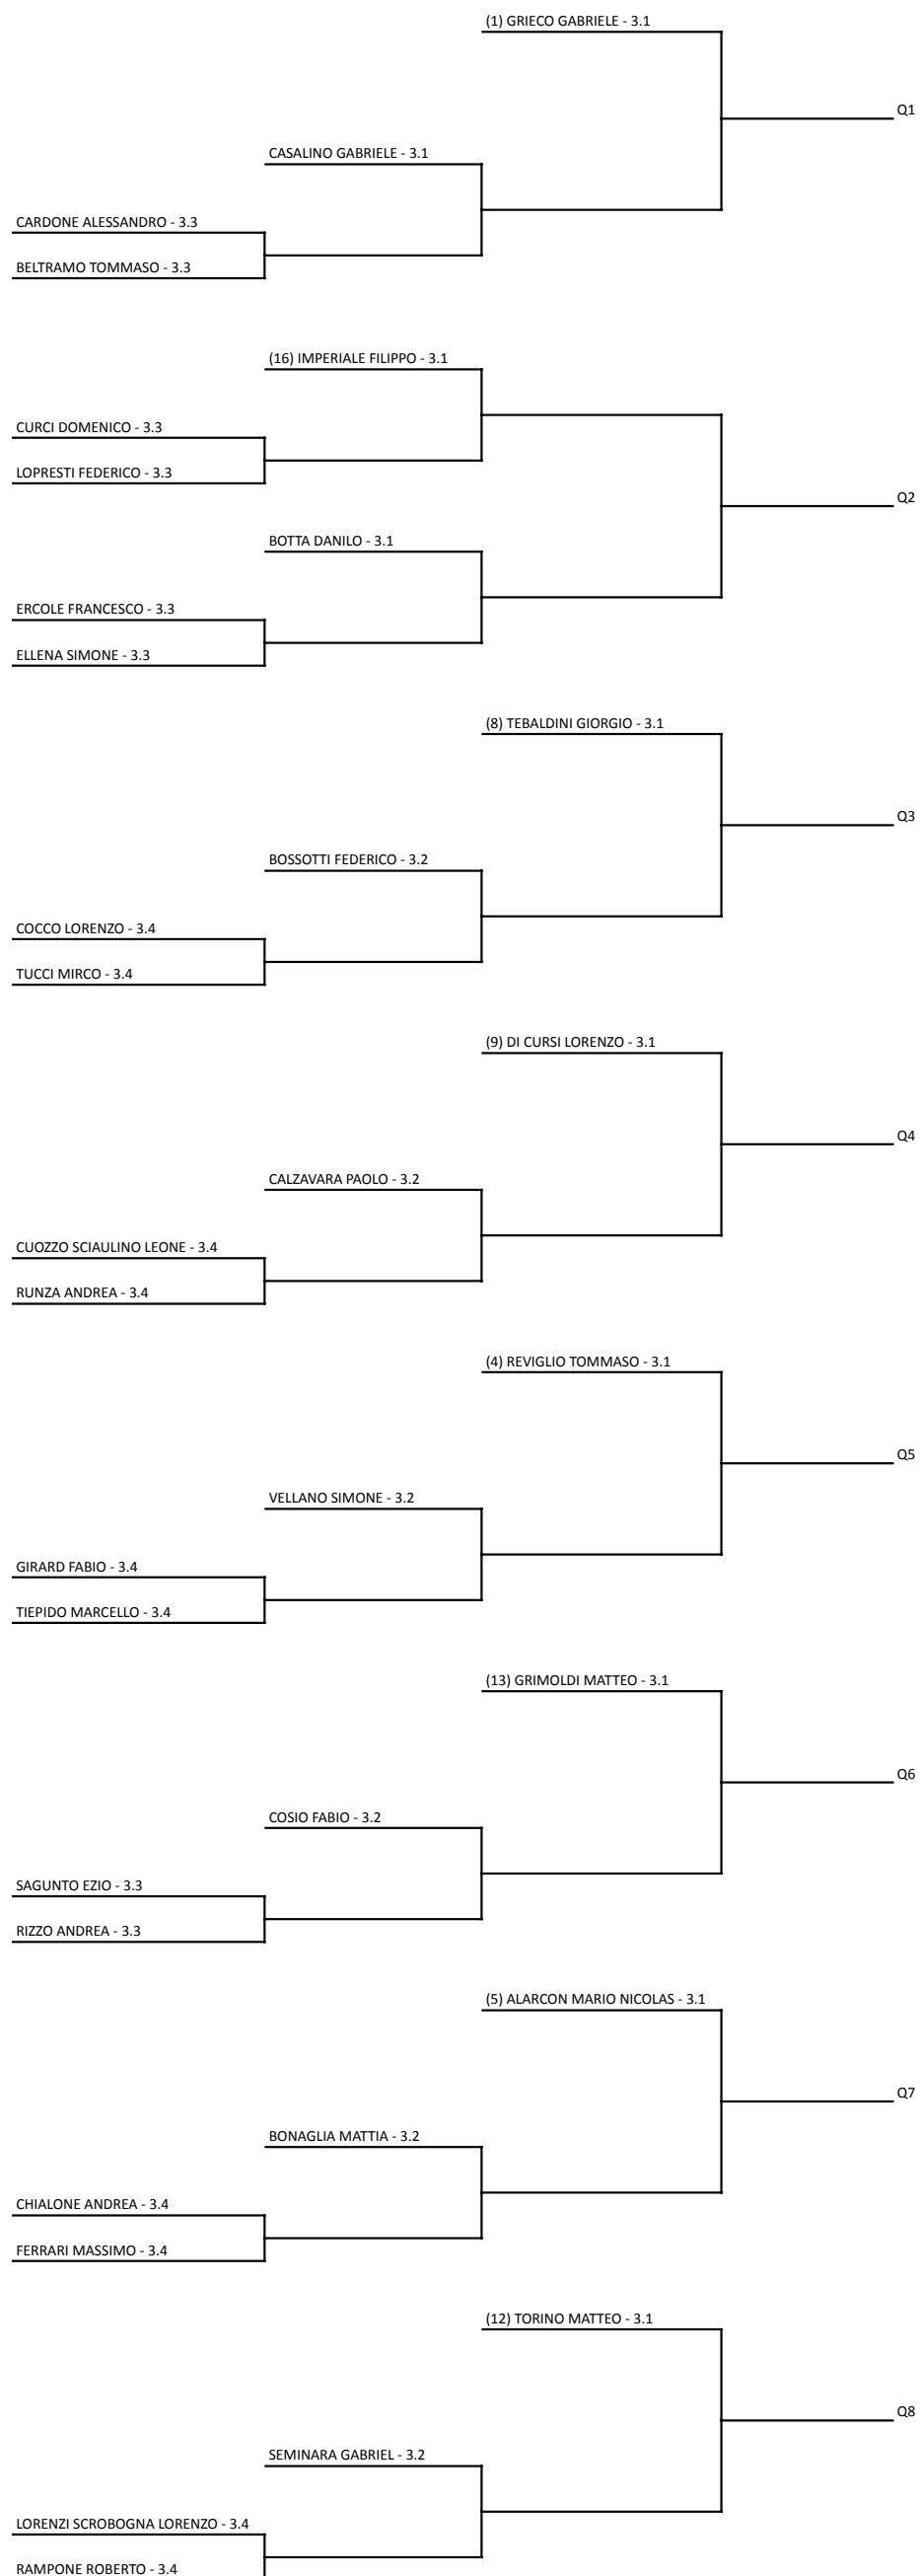 (1) GRIECO GABRIELE - 3.1
Q1
CASALINO GABRIELE - 3.1
CARDONE ALESSANDRO - 3.3
BELTRAMO TOMMASO - 3.3
(16) IMPERIALE FILIPPO - 3.1
CURCI DOMENICO - 3.3
LOPRESTI FEDERICO - 3.3
Q2
BOTTA DANILO - 3.1
ERCOLE FRANCESCO - 3.3
ELLENA SIMONE - 3.3
(8) TEBALDINI GIORGIO - 3.1
Q3
BOSSOTTI FEDERICO - 3.2
COCCO LORENZO - 3.4
TUCCI MIRCO - 3.4
(9) DI CURSI LORENZO - 3.1
Q4
CALZAVARA PAOLO - 3.2
CUOZZO SCIAULINO LEONE - 3.4
RUNZA ANDREA - 3.4
(4) REVIGLIO TOMMASO - 3.1
Q5
VELLANO SIMONE - 3.2
GIRARD FABIO - 3.4
TIEPIDO MARCELLO - 3.4
(13) GRIMOLDI MATTEO - 3.1
Q6
COSIO FABIO - 3.2
SAGUNTO EZIO - 3.3
RIZZO ANDREA - 3.3
(5) ALARCON MARIO NICOLAS - 3.1
Q7
BONAGLIA MATTIA - 3.2
CHIALONE ANDREA - 3.4
FERRARI MASSIMO - 3.4
(12) TORINO MATTEO - 3.1
Q8
SEMINARA GABRIEL - 3.2
LORENZI SCROBOGNA LORENZO - 3.4
RAMPONE ROBERTO - 3.4